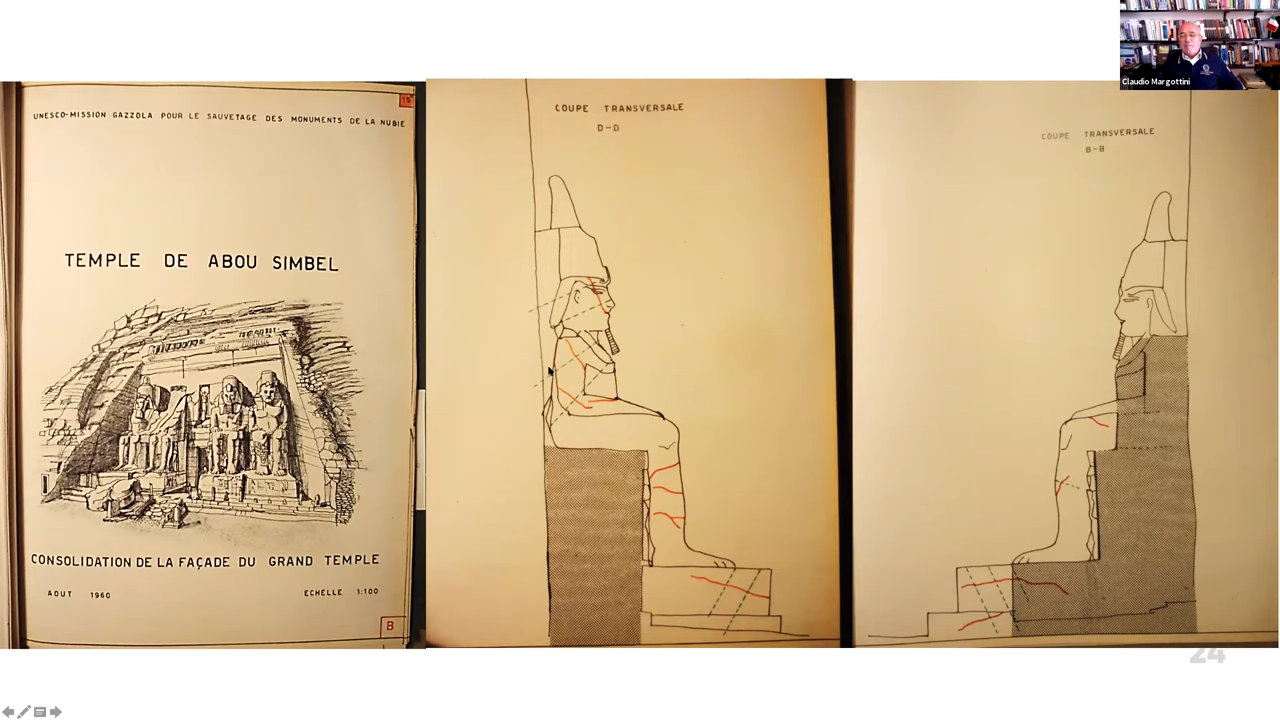 Claudio Margottini
15
UNESCO-MISSION GAZZOLA POUR LE SAUVETAGE DES MONUMENTS DE LA NUBIE
TEMPLE DE ABOU SIMBEL
CONSOLIDATION DE LA FAÇADE DU GRAND TEMPLE
AOUT 1960
ECHELLE 1:100
B
COUPE TRANSVERSALE
D-D
COUPE TRANSVERSALE
B-B
24